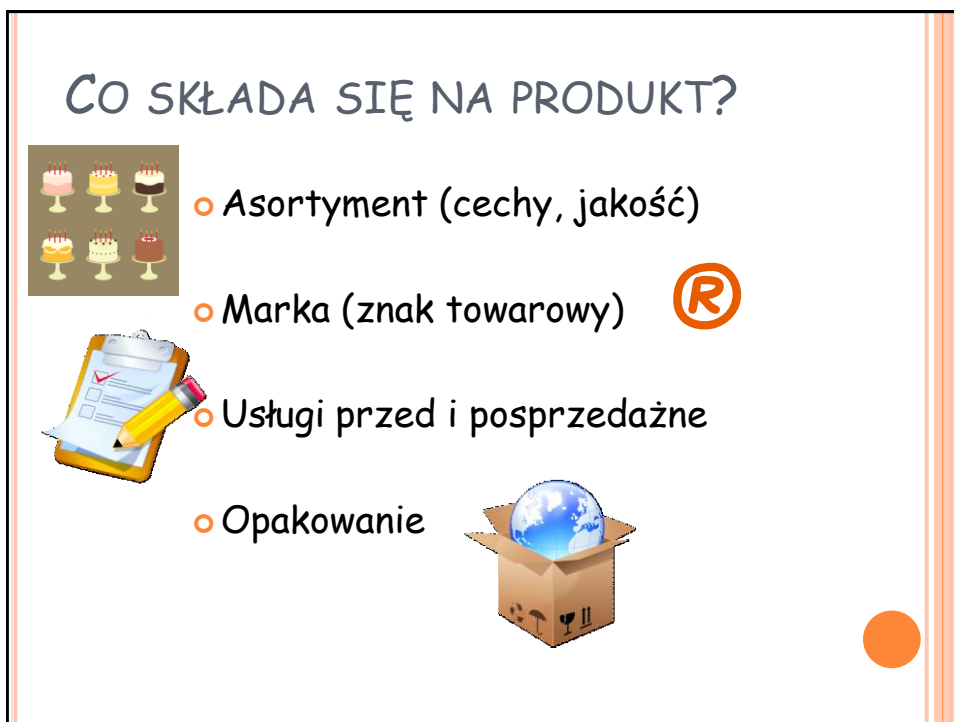 Co składa się na produkt?
Asortyment (cechy, jakość)
Marka (znak towarowy) ®
Usługi przed i posprzedażne
Opakowanie